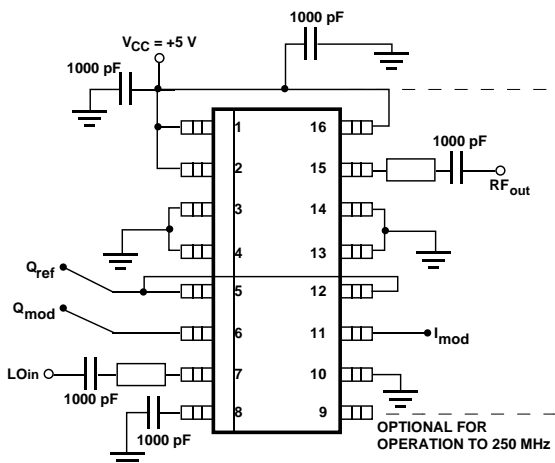 1000 pF
VCC = +5 V
1000 pF
1 16
1000 pF
2 15
RFout
3 14
4 13
Qref
5 12
Qmod
6 11
Imod
LOin
7 10
1000 pF
8 9
1000 pF
OPTIONAL FOR
OPERATION TO 250 MHz